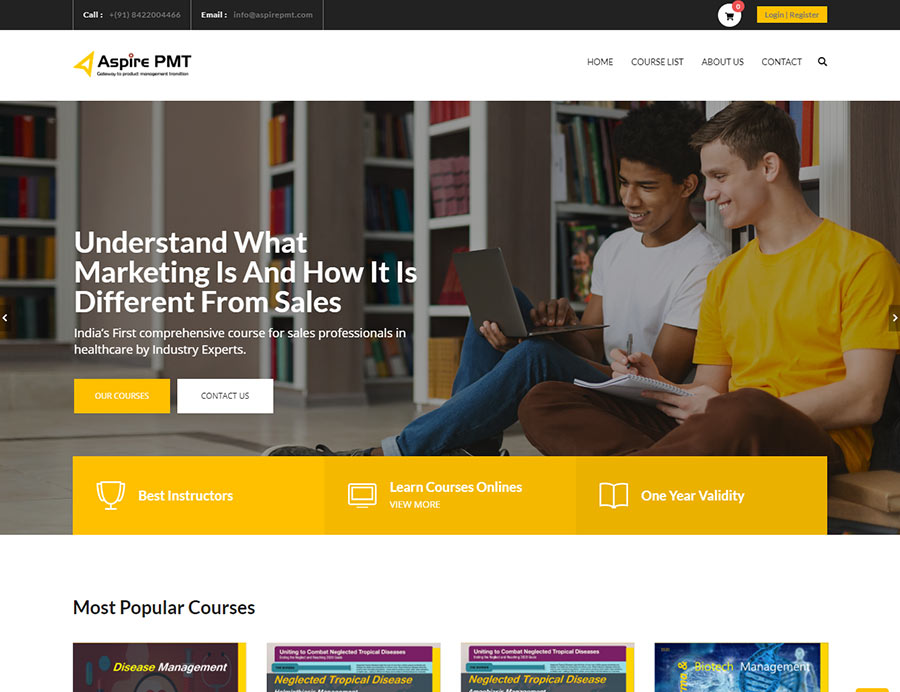 Call : +(91) 8422004466
Email : info@aspirepmt.com
0
Login | Register
Aspire PMT
Gateway to product management transition
HOME
COURSE LIST
ABOUT US
CONTACT
Understand What
Marketing Is And How It Is
Different From Sales
India's First comprehensive course for sales professionals in
healthcare by Industry Experts.
OUR COURSES
CONTACT US
Best Instructors
Learn Courses Onlines
VIEW MORE
One Year Validity
Most Popular Courses
Disease Management
Uniting to Combat Neglected Tropical Diseases
Neglected Tropical Disease
Uniting to Combat Neglected Tropical Diseases
Neglected Tropical Disease
Biotech Management